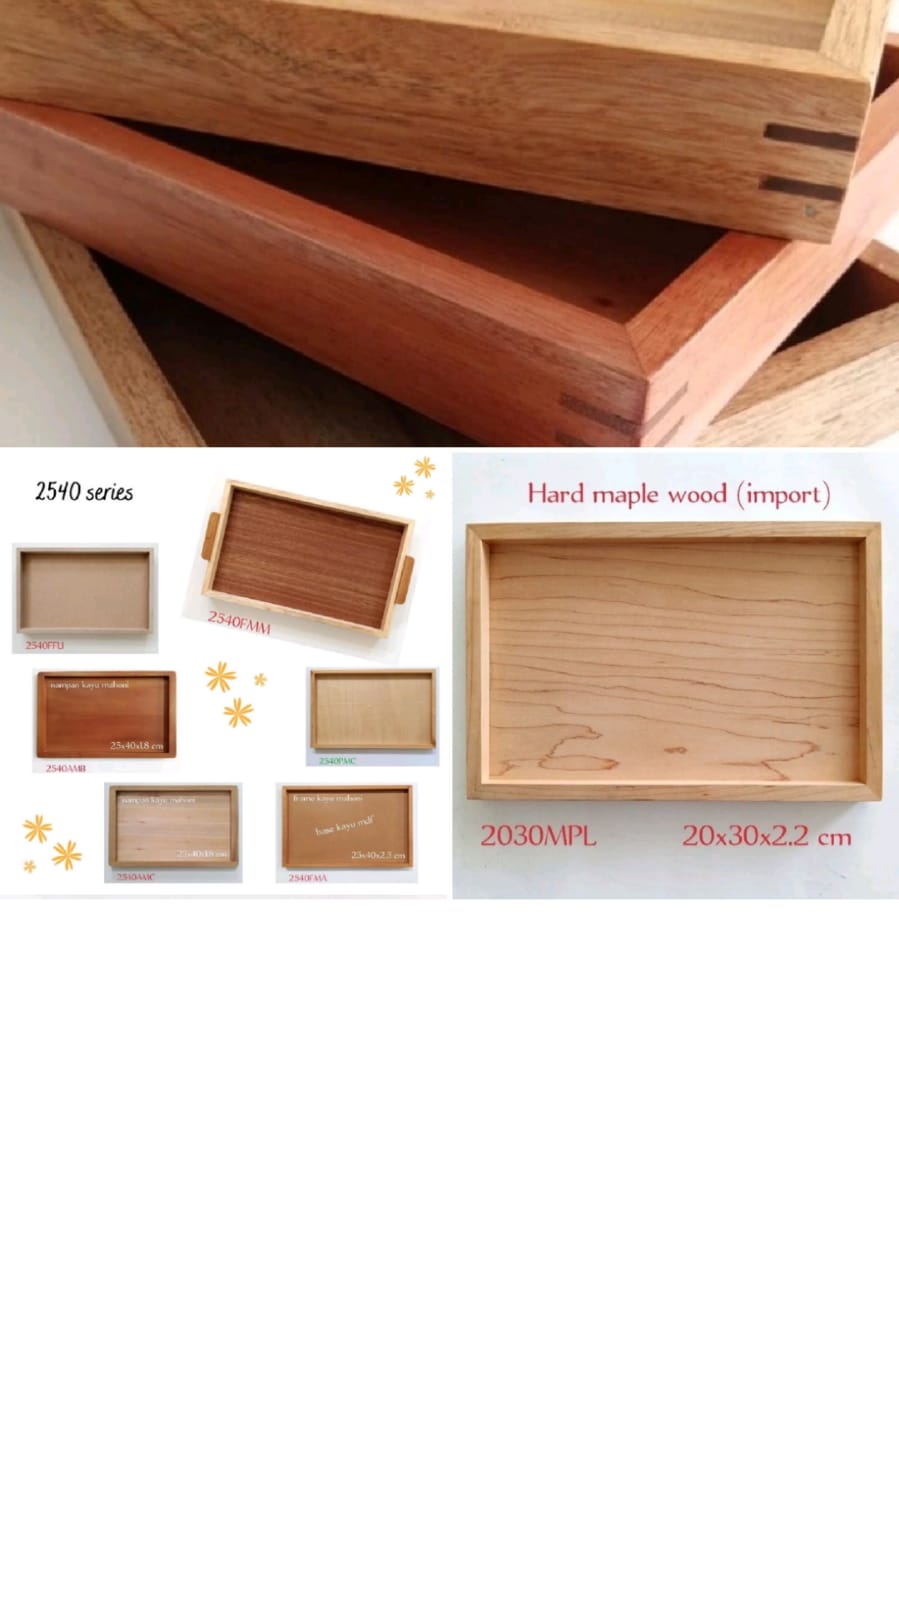 2540 series
2540FMM
2540FFU
nampan kayu mahoni
25x40x1.8 cm
2540AMB
2540PMC
nampan kayu mahoni
25x40x1.8 cm
2540AMC
frame kayu mahoni
base kayu mdf
25x40x2.3 cm
2540FMA
Hard maple wood (import)
2030MPL 20x30x2.2 cm